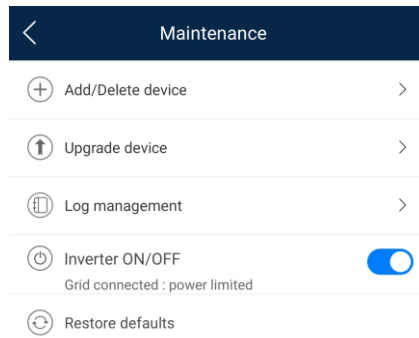 Maintenance
Add/Delete device
Upgrade device
Log management
Inverter ON/OFF
Grid connected : power limited
Restore defaults